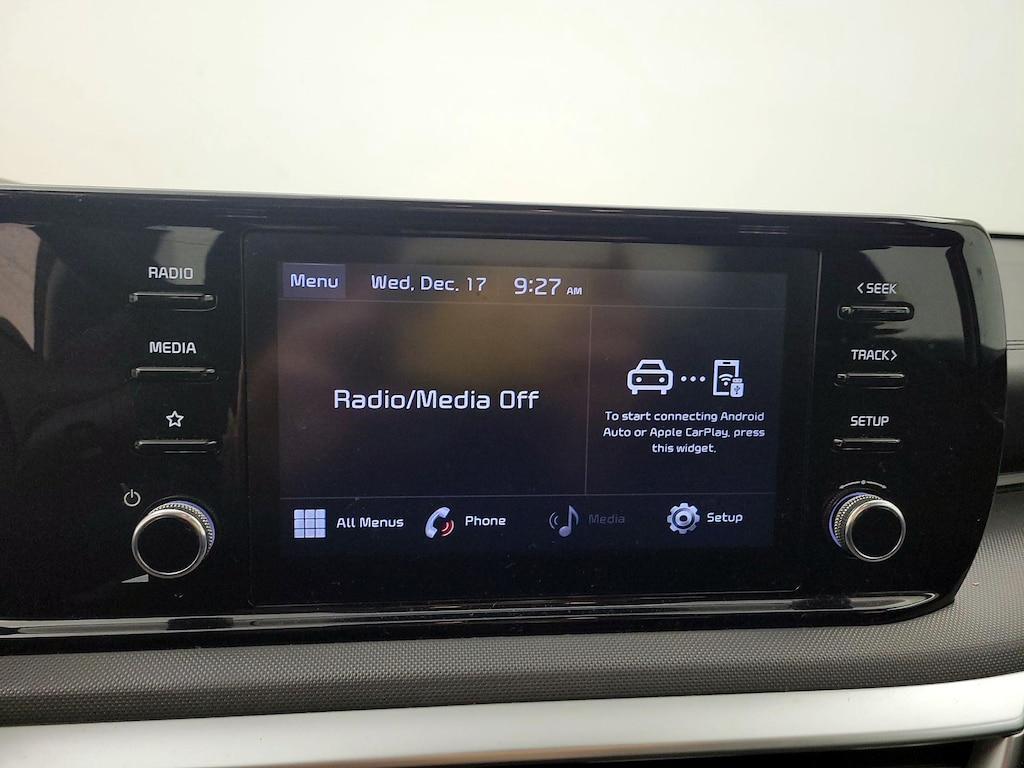 RADIO
MEDIA
Menu Wed, Dec. 17 9:27 AM
Radio/Media Off
To start connecting Android
Auto or Apple CarPlay, press
this widget.
All Menus Phone Media Setup
<SEEK
TRACK>
SETUP